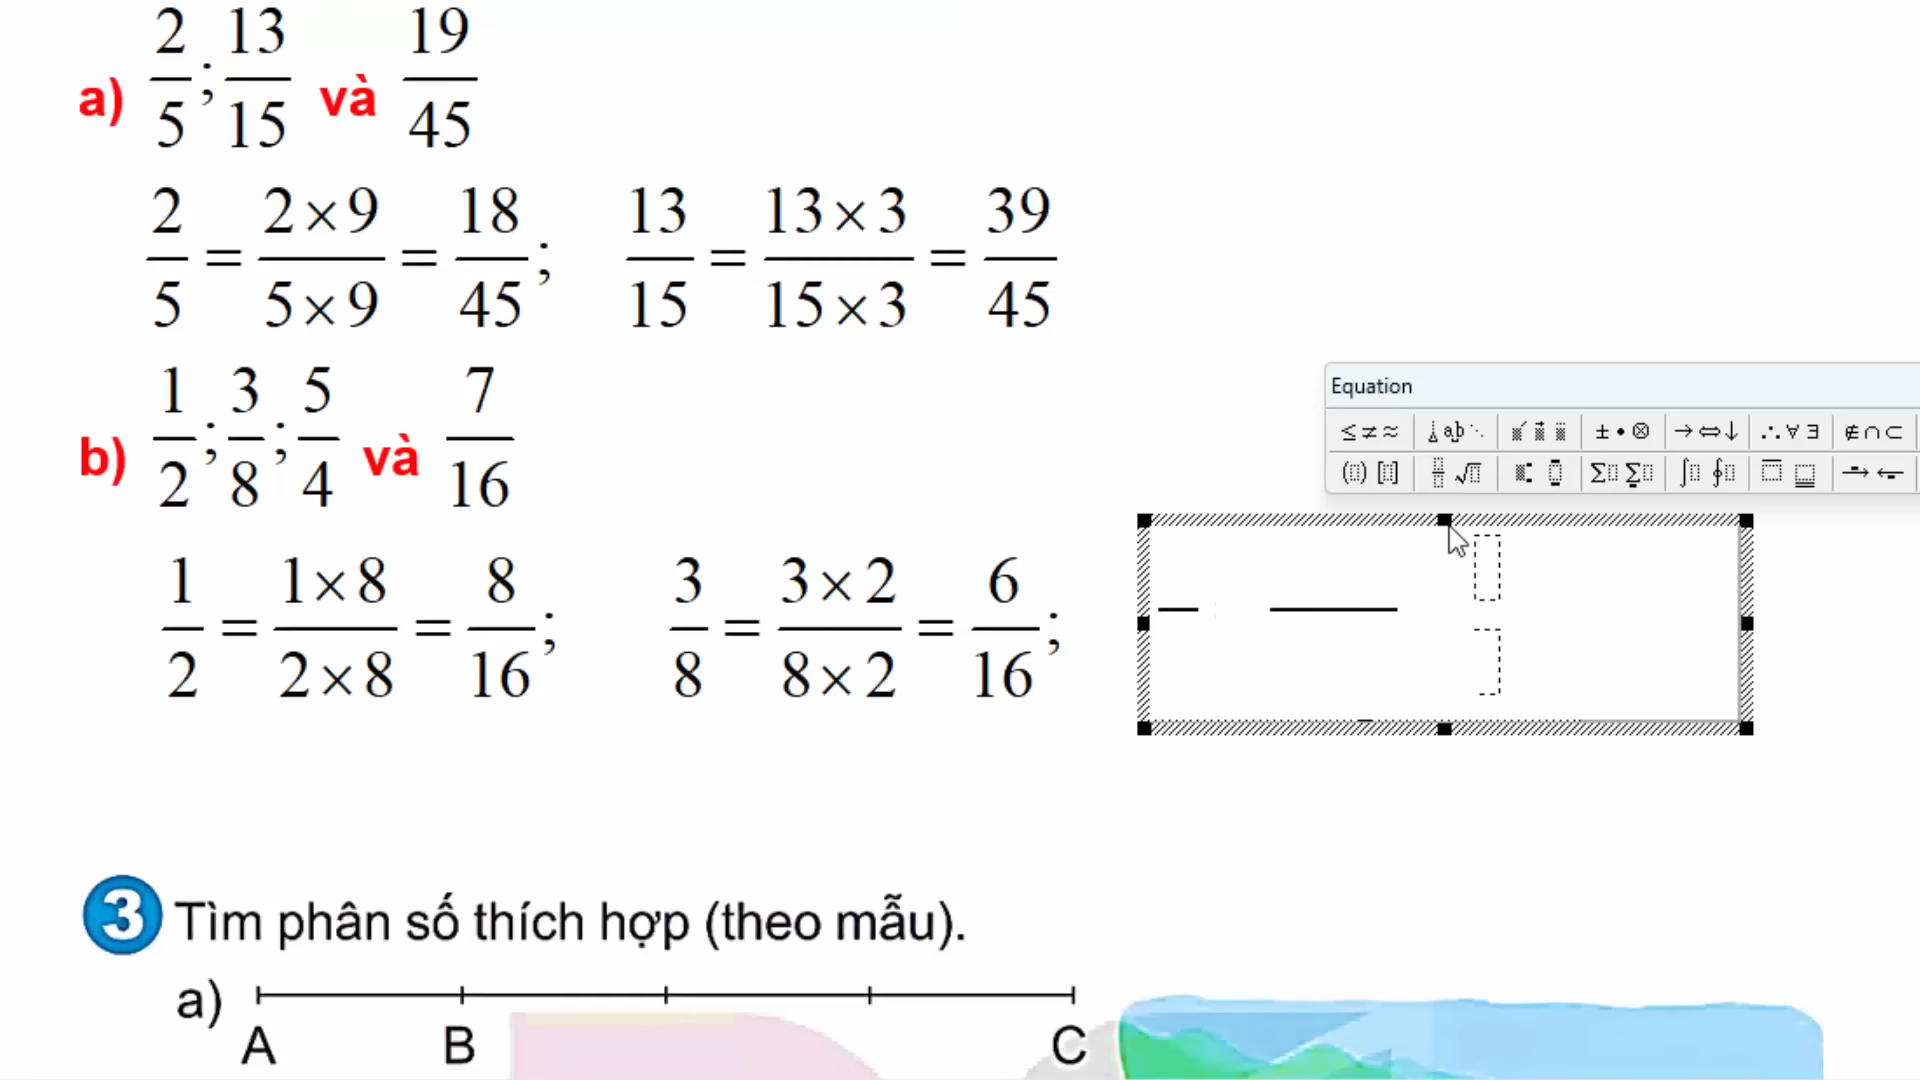 a) 2/5 ; 13/15 và 19/45
2/5 = 2×9/5×9 = 18/45 ; 13/15 = 13×3/15×3 = 39/45
b) 1/2 ; 3/8 ; 5/4 và 7/16
Equation
1/2 = 1×8/2×8 = 8/16 ; 3/8 = 3×2/8×2 = 6/16 ;
3 Tìm phân số thích hợp (theo mẫu).
a)
A B C